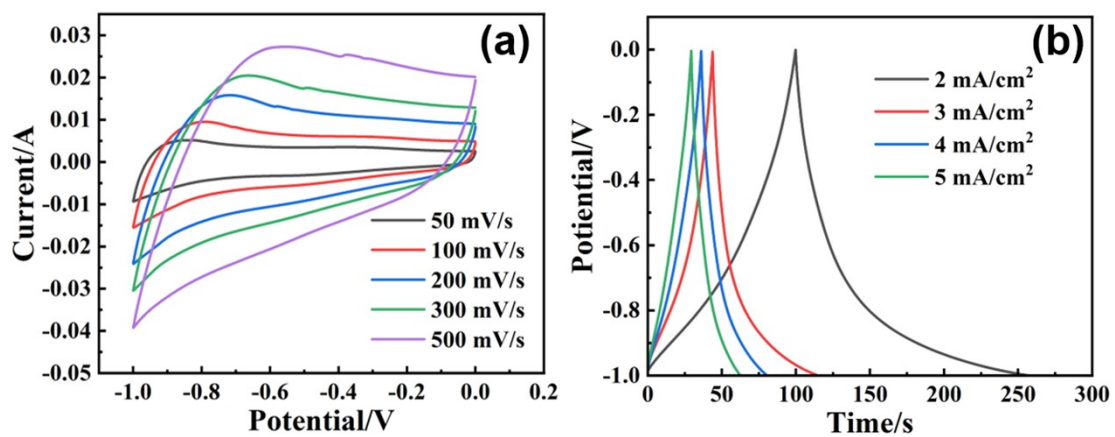 (a)
0.03
0.02
0.01
0.00
-0.01
-0.02
-0.03
-0.04
-0.05
Current/A
50 mV/s
100 mV/s
200 mV/s
300 mV/s
500 mV/s
-1.0 -0.8 -0.6 -0.4 -0.2 0.0 0.2
Potential/V
(b)
0.0
-0.2
-0.4
-0.6
-0.8
-1.0
Potiential/V
2 mA/cm²
3 mA/cm²
4 mA/cm²
5 mA/cm²
0 50 100 150 200 250 300
Time/s